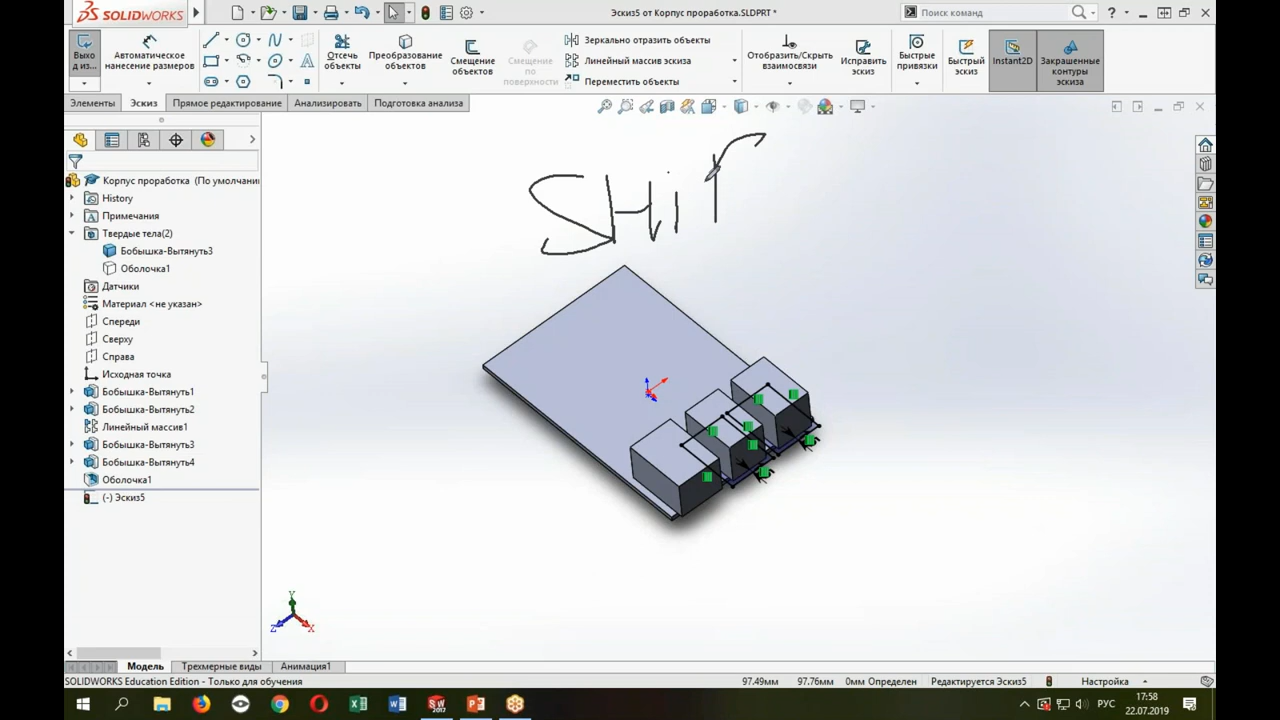 SOLIDWORKS
Эскиз5 от Корпус проработка.SLDPRT *
Поиск команд
?
Выхо
д из...
Автоматическое
нанесение размеров
Отсечь
объекты
Преобразование
объектов
Смещение
объектов
Смещение
по
поверхности
Зеркально отразить объекты
Линейный массив эскиза
Переместить объекты
Отобразить/Скрыть
взаимосвязи
Исправить
эскиз
Быстрые
привязки
Быстрый
эскиз
Instant2D
Закрашенные
контуры
эскиза
Элементы
Эскиз
Прямое редактирование
Анализировать
Подготовка анализа
Корпус проработка (По умолчани
History
Примечания
Твердые тела(2)
Бобышка-Вытянуть3
Оболочка1
Датчики
Материал <не указан>
Спереди
Сверху
Справа
Исходная точка
Бобышка-Вытянуть1
Бобышка-Вытянуть2
Линейный массив1
Бобышка-Вытянуть3
Бобышка-Вытянуть4
Оболочка1
(-) Эскиз5
Y
Z
X
Модель
Трехмерные виды
Анимация1
SOLIDWORKS Education Edition - Только для обучения
97.49мм
97.76мм
0мм Определен
Редактируется Эскиз5
Настройка
SW
2017
РУС
17:58
22.07.2019